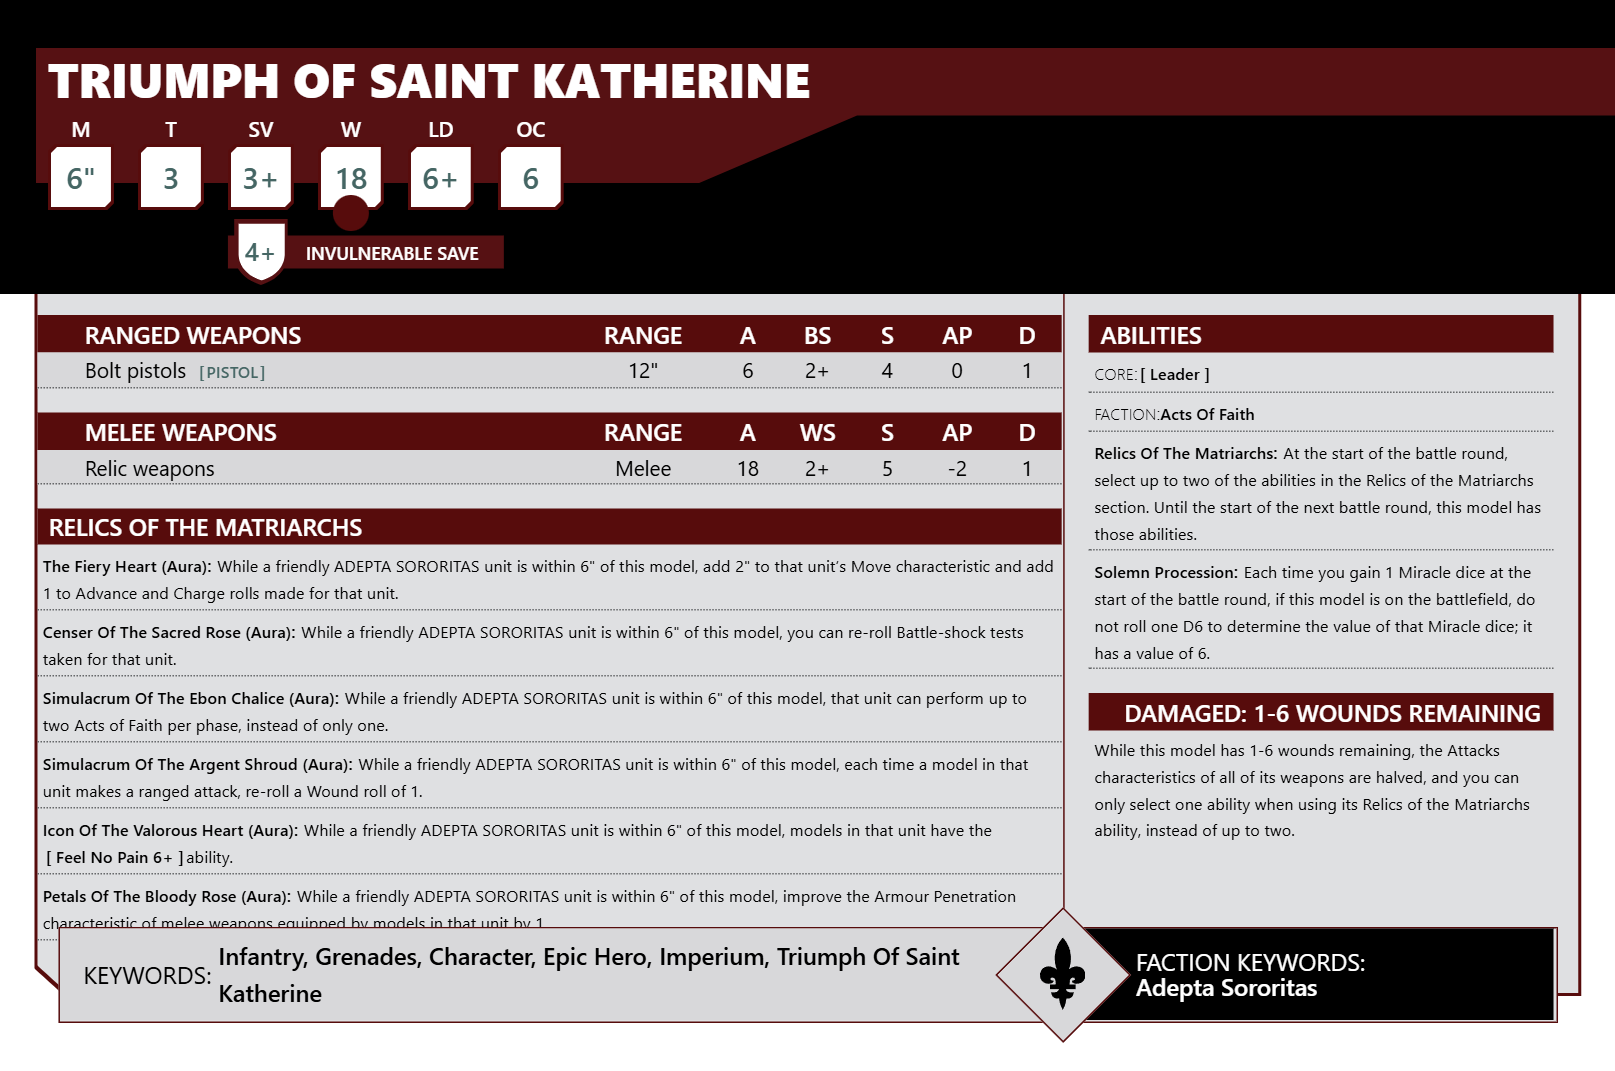 TRIUMPH OF SAINT KATHERINE
M T SV W LD OC
6" 3 3+ 18 6+ 6
4+ INVULNERABLE SAVE
RANGED WEAPONS RANGE A BS S AP D
Bolt pistols [PISTOL] 12" 6 2+ 4 0 1
MELEE WEAPONS RANGE A WS S AP D
Relic weapons Melee 18 2+ 5 -2 1
RELICS OF THE MATRIARCHS
The Fiery Heart (Aura): While a friendly ADEPTA SORORITAS unit is within 6" of this model, add 2" to that unit's Move characteristic and add
1 to Advance and Charge rolls made for that unit.
Censer Of The Sacred Rose (Aura): While a friendly ADEPTA SORORITAS unit is within 6" of this model, you can re-roll Battle-shock tests
taken for that unit.
Simulacrum Of The Ebon Chalice (Aura): While a friendly ADEPTA SORORITAS unit is within 6" of this model, that unit can perform up to
two Acts of Faith per phase, instead of only one.
Simulacrum Of The Argent Shroud (Aura): While a friendly ADEPTA SORORITAS unit is within 6" of this model, each time a model in that
unit makes a ranged attack, re-roll a Wound roll of 1.
Icon Of The Valorous Heart (Aura): While a friendly ADEPTA SORORITAS unit is within 6" of this model, models in that unit have the
[ Feel No Pain 6+ ] ability.
Petals Of The Bloody Rose (Aura): While a friendly ADEPTA SORORITAS unit is within 6" of this model, improve the Armour Penetration
characteristic of melee weapons equipped by models in that unit by 1
ABILITIES
CORE: [ Leader ]
FACTION: Acts Of Faith
Relics Of The Matriarchs: At the start of the battle round,
select up to two of the abilities in the Relics of the Matriarchs
section. Until the start of the next battle round, this model has
those abilities.
Solemn Procession: Each time you gain 1 Miracle dice at the
start of the battle round, if this model is on the battlefield, do
not roll one D6 to determine the value of that Miracle dice; it
has a value of 6.
DAMAGED: 1-6 WOUNDS REMAINING
While this model has 1-6 wounds remaining, the Attacks
characteristics of all of its weapons are halved, and you can
only select one ability when using its Relics of the Matriarchs
ability, instead of up to two.
KEYWORDS: Infantry, Grenades, Character, Epic Hero, Imperium, Triumph Of Saint
Katherine
FACTION KEYWORDS:
Adepta Sororitas